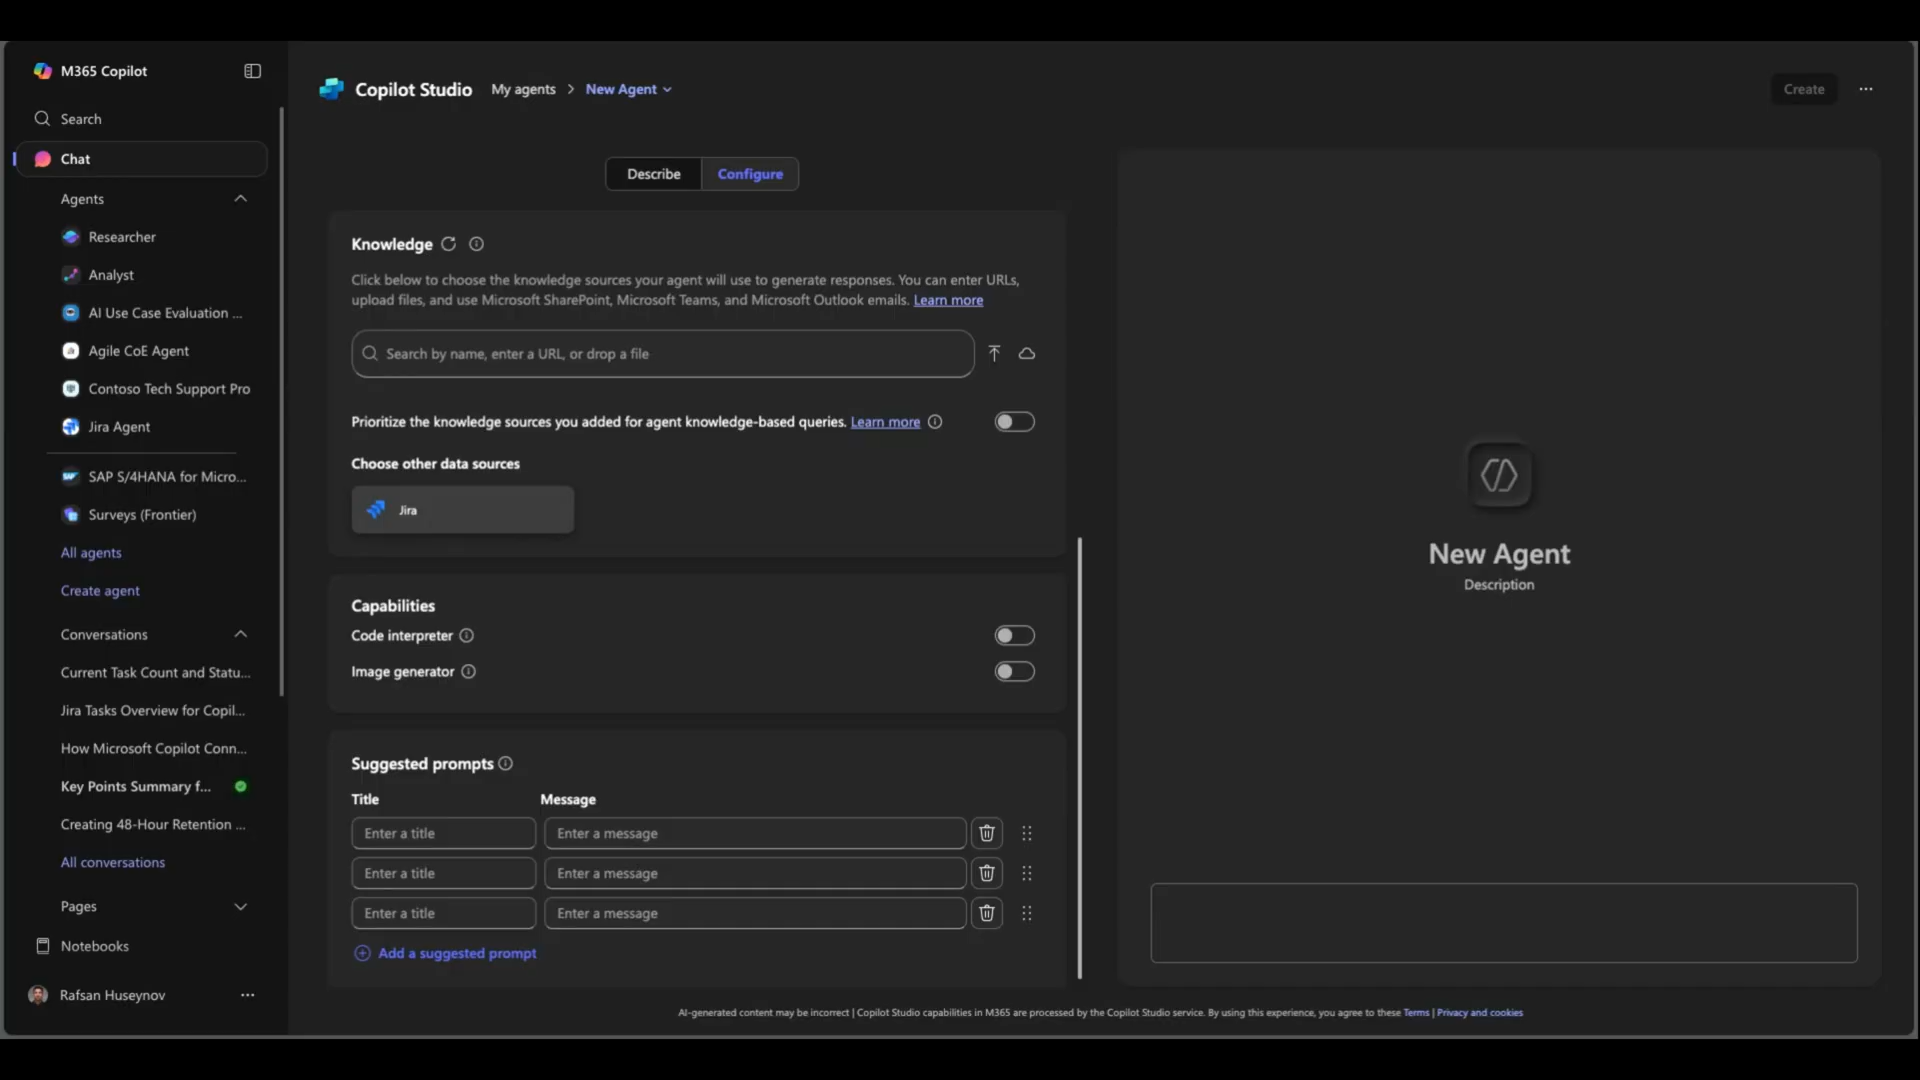 M365 Copilot
Search
Chat
Agents
Researcher
Analyst
AI Use Case Evaluation ...
Agile CoE Agent
Contoso Tech Support Pro
Jira Agent
SAP S/4HANA for Micro...
Surveys (Frontier)
All agents
Create agent
Conversations
Current Task Count and Statu...
Jira Tasks Overview for Copil...
How Microsoft Copilot Conn...
Key Points Summary f...
Creating 48-Hour Retention ...
All conversations
Pages
Notebooks
Rafsan Huseynov
Copilot Studio My agents > New Agent
Create
Describe Configure
Knowledge
Click below to choose the knowledge sources your agent will use to generate responses. You can enter URLs,
upload files, and use Microsoft SharePoint, Microsoft Teams, and Microsoft Outlook emails. Learn more
Search by name, enter a URL, or drop a file
Prioritize the knowledge sources you added for agent knowledge-based queries. Learn more
Choose other data sources
Jira
Capabilities
Code interpreter
Image generator
Suggested prompts
Title Message
Enter a title Enter a message
Enter a title Enter a message
Enter a title Enter a message
Add a suggested prompt
New Agent
Description
AI-generated content may be incorrect | Copilot Studio capabilities in M365 are processed by the Copilot Studio service. By using this experience, you agree to these Terms | Privacy and cookies